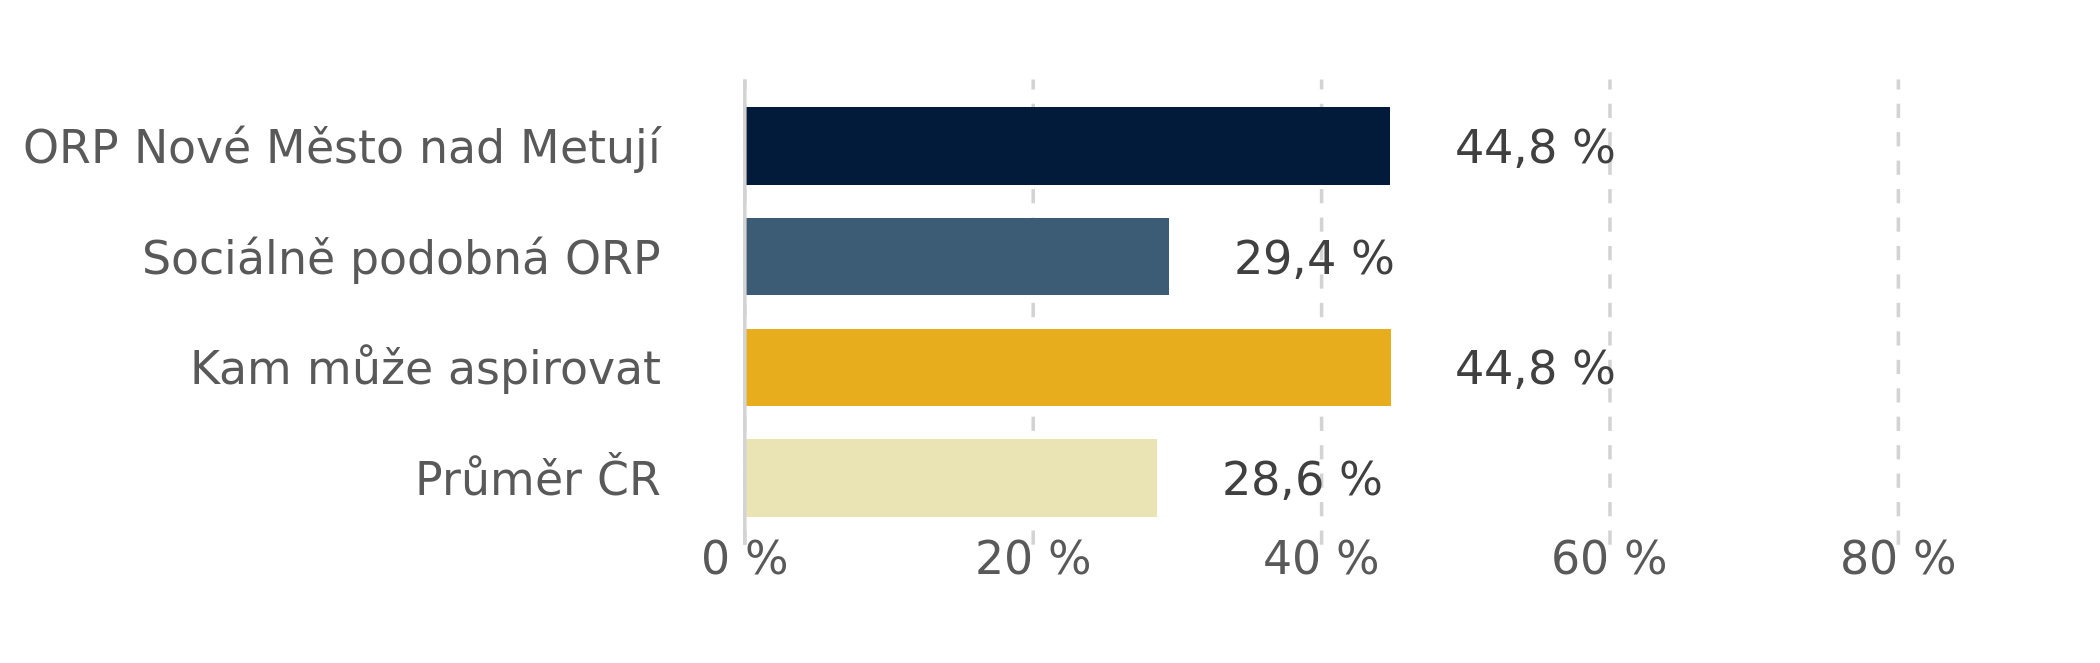 ORP Nové Město nad Metují 44,8 %
Sociálně podobná ORP 29,4 %
Kam může aspirovat 44,8 %
Průměr ČR 28,6 %
0 % 20 % 40 % 60 % 80 %